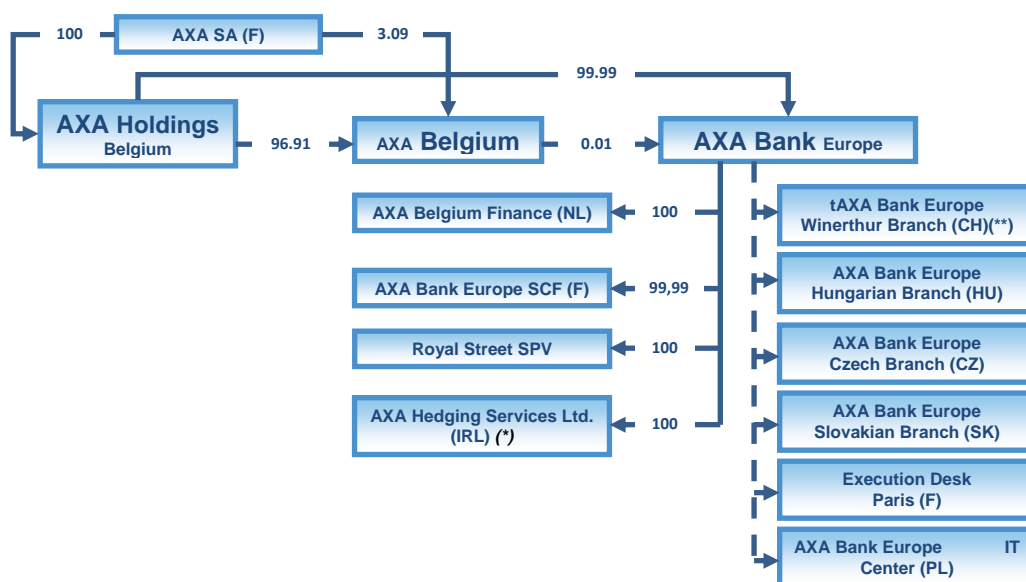 100
AXA SA (F)
3.09
99.99
AXA Holdings
Belgium
96.91
AXA Belgium
0.01
AXA Bank Europe
AXA Belgium Finance (NL)
100
tAXA Bank Europe
Winerthur Branch (CH)(**)
AXA Bank Europe SCF (F)
99,99
AXA Bank Europe
Hungarian Branch (HU)
Royal Street SPV
100
AXA Bank Europe
Czech Branch (CZ)
AXA Hedging Services Ltd.
(IRL) (*)
100
AXA Bank Europe
Slovakian Branch (SK)
Execution Desk
Paris (F)
AXA Bank Europe IT
Center (PL)